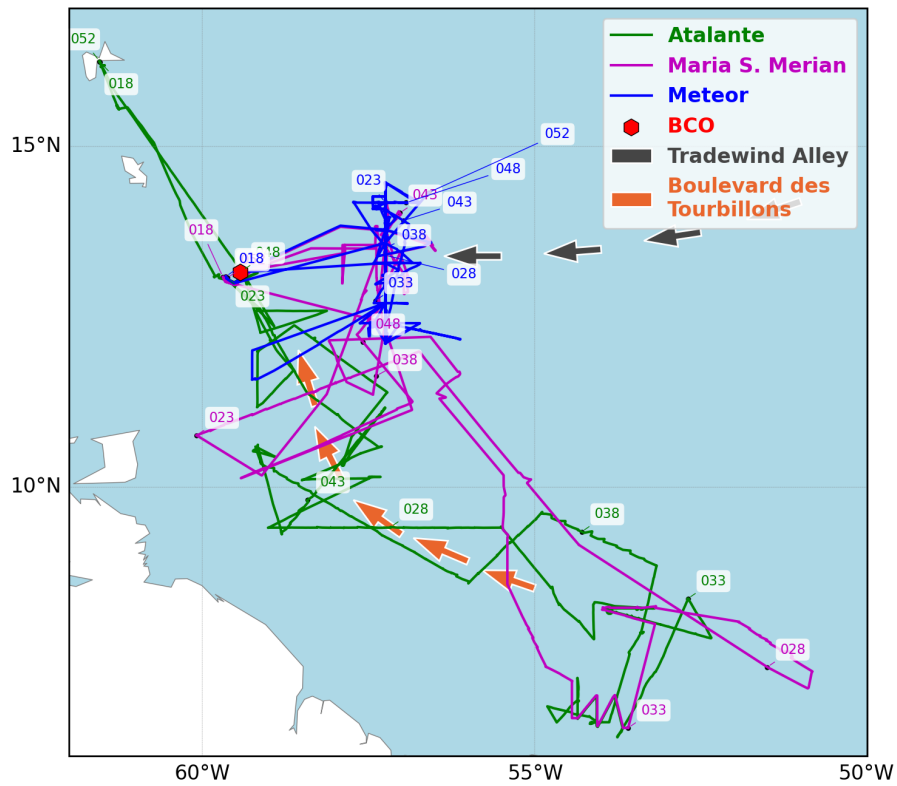 052
018
Atalante
Maria S. Merian
Meteor
BCO
Tradewind Alley
Boulevard des
Tourbillons
15°N
052
048
023
043
043
018
038
048
018
028
033
023
048
038
023
10°N
043
028
038
033
028
033
60°W
55°W
50°W